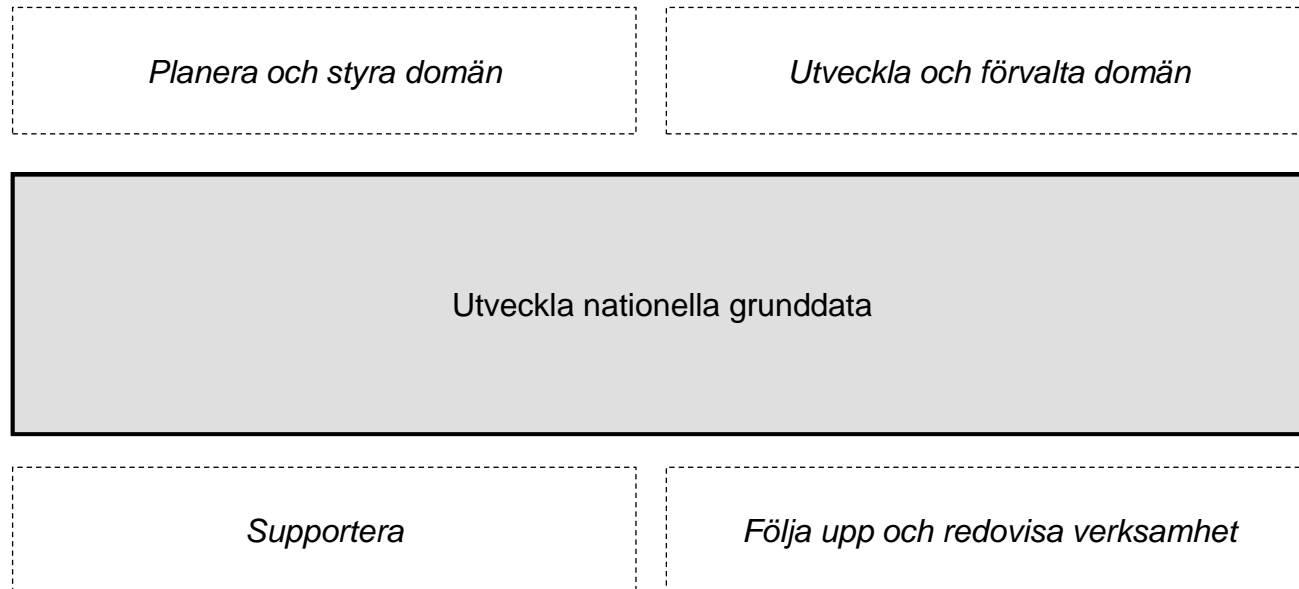 Planera och styra domän
Utveckla och förvalta domän
Utveckla nationella grunddata
Supportera
Följa upp och redovisa verksamhet